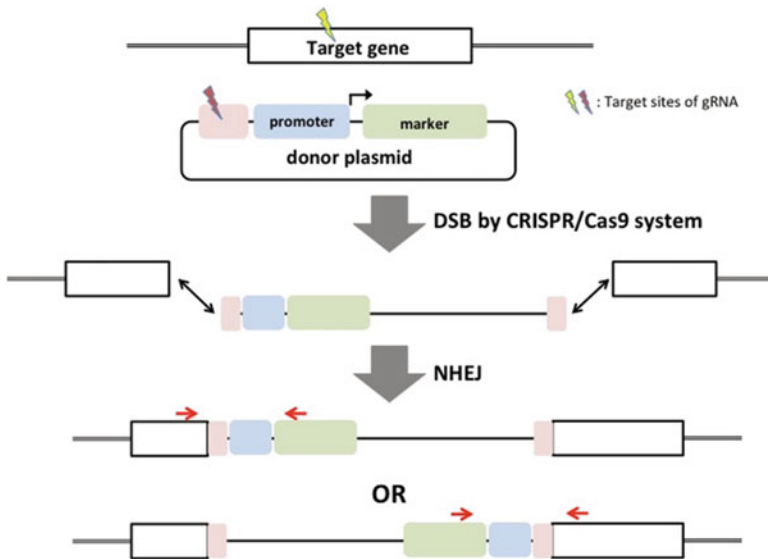 Target gene
: Target sites of gRNA
promoter
marker
donor plasmid
DSB by CRISPR/Cas9 system
NHEJ
OR